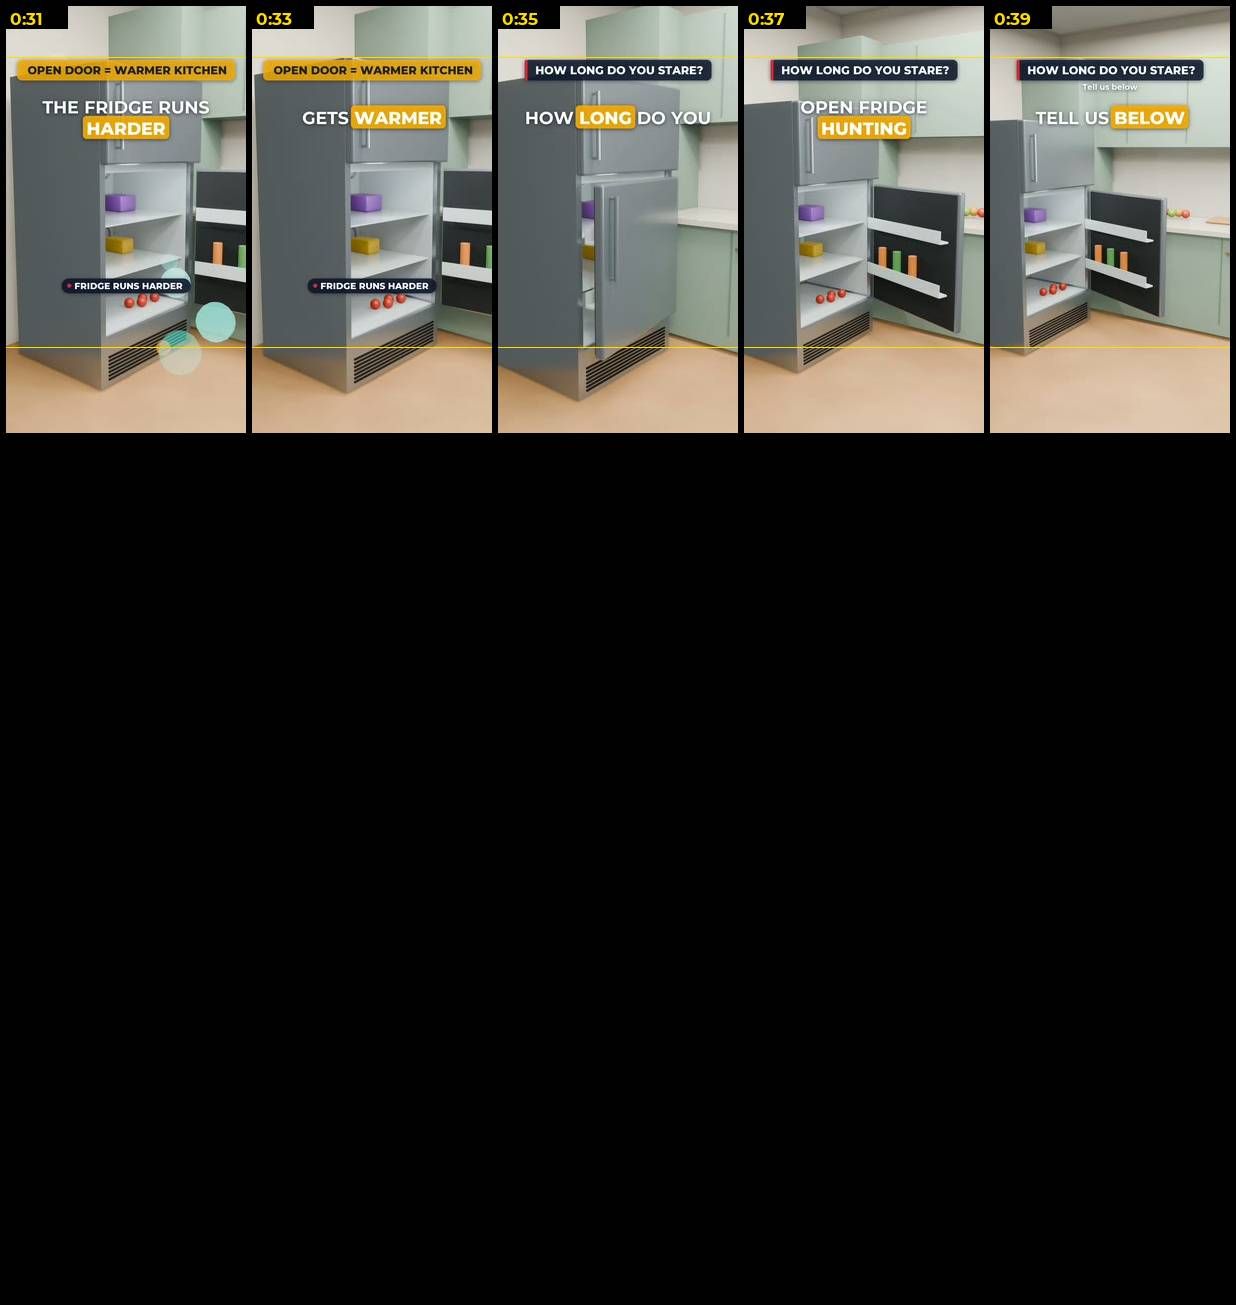 0:31
OPEN DOOR = WARMER KITCHEN
THE FRIDGE RUNS
HARDER
FRIDGE RUNS HARDER
0:33
OPEN DOOR = WARMER KITCHEN
GETS WARMER
FRIDGE RUNS HARDER
0:35
HOW LONG DO YOU STARE?
HOW LONG DO YOU
0:37
HOW LONG DO YOU STARE?
OPEN FRIDGE
HUNTING
0:39
HOW LONG DO YOU STARE?
Tell us below
TELL US BELOW